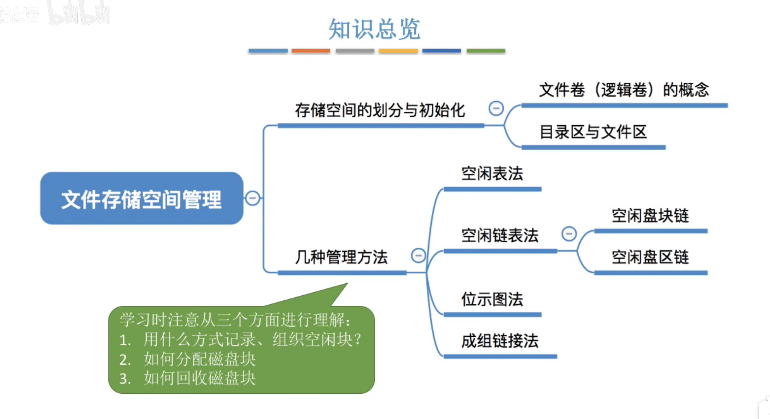 知识总览
文件卷（逻辑卷）的概念
存储空间的划分与初始化
目录区与文件区
文件存储空间管理
空闲表法
空闲盘块链
空闲链表法
空闲盘区链
几种管理方法
位示图法
成组链接法
学习时注意从三个方面进行理解：
1. 用什么方式记录、组织空闲块？
2. 如何分配磁盘块
3. 如何回收磁盘块